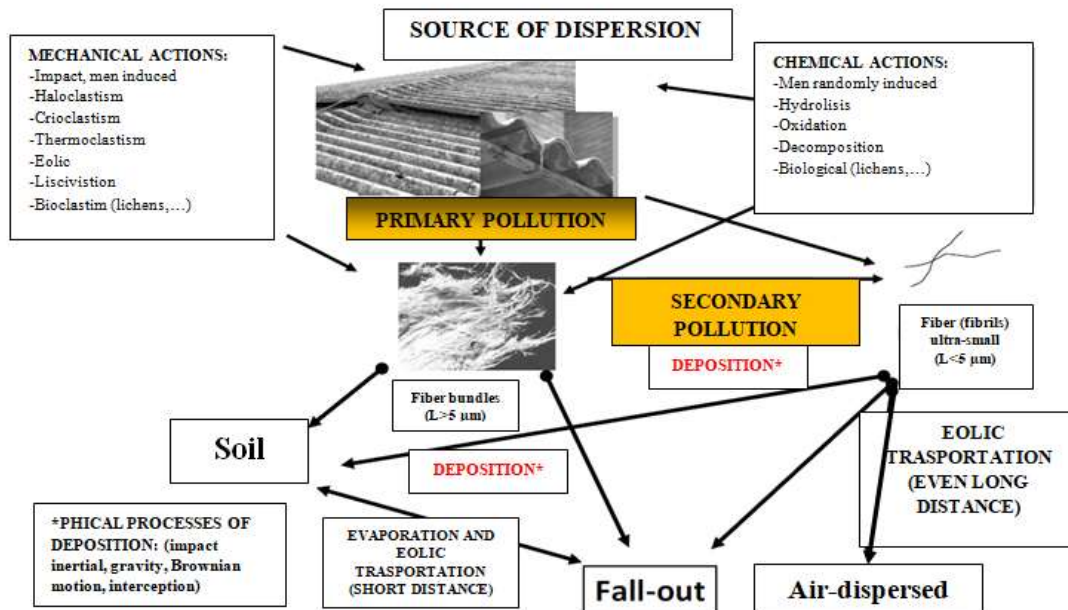 SOURCE OF DISPERSION
MECHANICAL ACTIONS:
-Impact, men induced
-Haloclastism
-Crioclastism
-Thermoclastism
-Eolic
-Liscivistion
-Bioclastim (lichens,...)
CHEMICAL ACTIONS:
-Men randomly induced
-Hydrolisis
-Oxidation
-Decomposition
-Biological (lichens,...)
PRIMARY POLLUTION
SECONDARY
POLLUTION
DEPOSITION*
Fiber (fibrils)
ultra-small
(L<5 μm)
Fiber bundles
(L>5 μm)
Soil
DEPOSITION*
EOLIC
TRASPORTATION
(EVEN LONG
DISTANCE)
*PHICAL PROCESSES OF
DEPOSITION: (impact
inertial, gravity, Brownian
motion, interception)
EVAPORATION AND
EOLIC
TRASPORTATION
(SHORT DISTANCE)
Fall-out
Air-dispersed